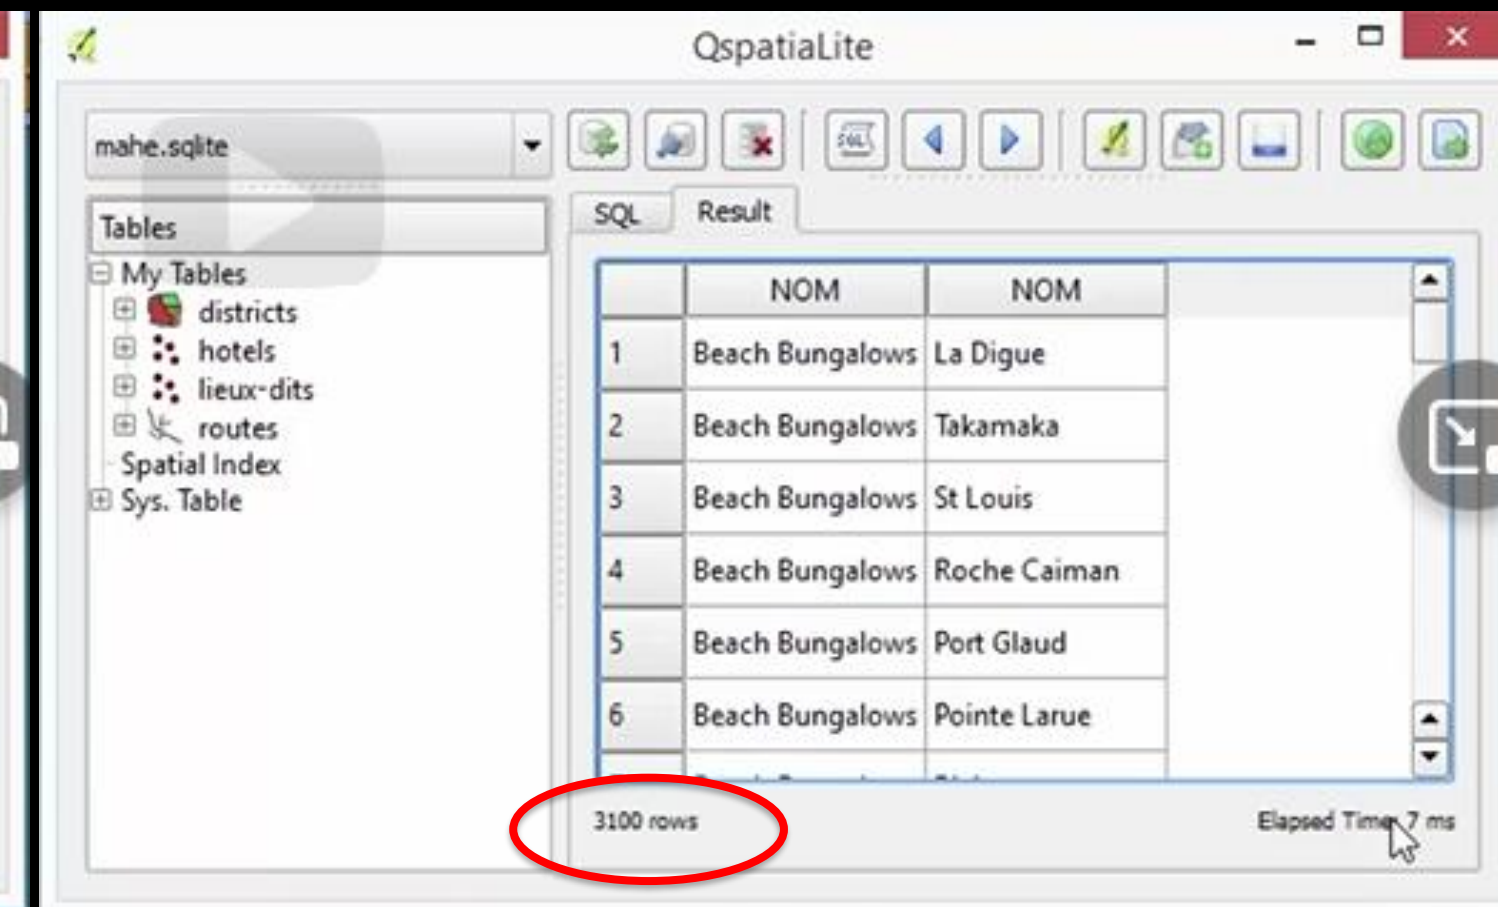 QspatiaLite
mahe.sqlite
SQL Result
Tables
My Tables
districts
hotels
lieux-dits
routes
Spatial Index
Sys. Table
NOM NOM
1 Beach Bungalows La Digue
2 Beach Bungalows Takamaka
3 Beach Bungalows St Louis
4 Beach Bungalows Roche Caiman
5 Beach Bungalows Port Glaud
6 Beach Bungalows Pointe Larue
3100 rows Elapsed Time: 7 ms